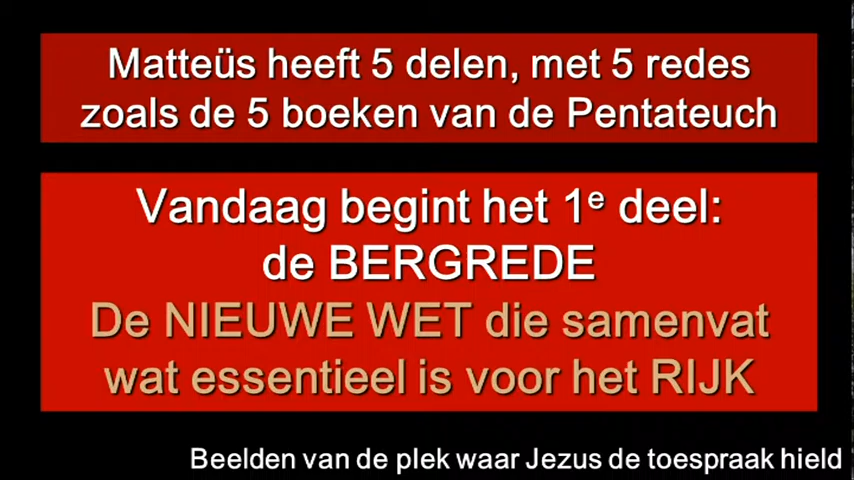 Matteüs heeft 5 delen, met 5 redes
zoals de 5 boeken van de Pentateuch
Vandaag begint het 1e deel:
de BERGREDE
De NIEUWE WET die samenvat
wat essentieel is voor het RIJK
Beelden van de plek waar Jezus de toespraak hield